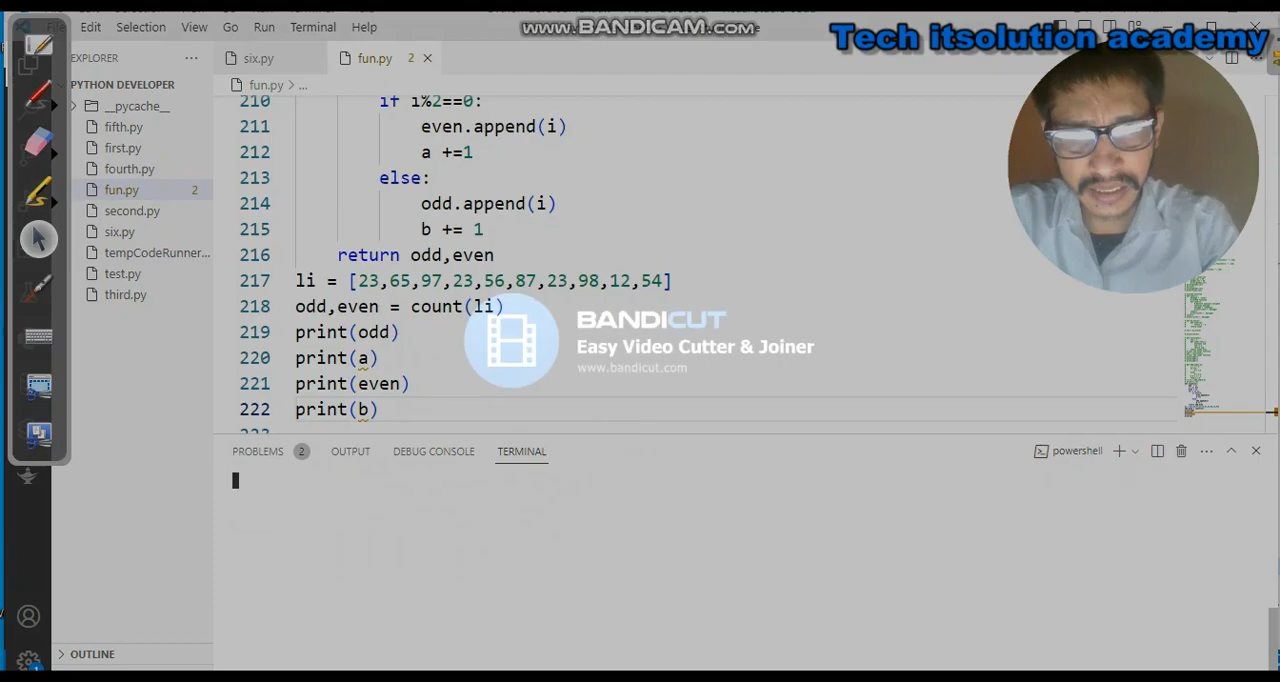 File Edit Selection View Go Run Terminal Help
www.BANDICAM.com
Tech itsolution academy
EXPLORER
six.py
fun.py 2
PYTHON DEVELOPER
fun.py > ...
__pycache__
fifth.py
first.py
fourth.py
fun.py 2
second.py
six.py
tempCodeRunner...
test.py
third.py
210 if i%2==0:
211 even.append(i)
212 a +=1
213 else:
214 odd.append(i)
215 b += 1
216 return odd,even
217 li = [23,65,97,23,56,87,23,98,12,54]
218 odd,even = count(li)
219 print(odd)
220 print(a)
221 print(even)
222 print(b)
223
BANDICUT
Easy Video Cutter & Joiner
www.bandicut.com
PROBLEMS 2 OUTPUT DEBUG CONSOLE TERMINAL
powershell
OUTLINE